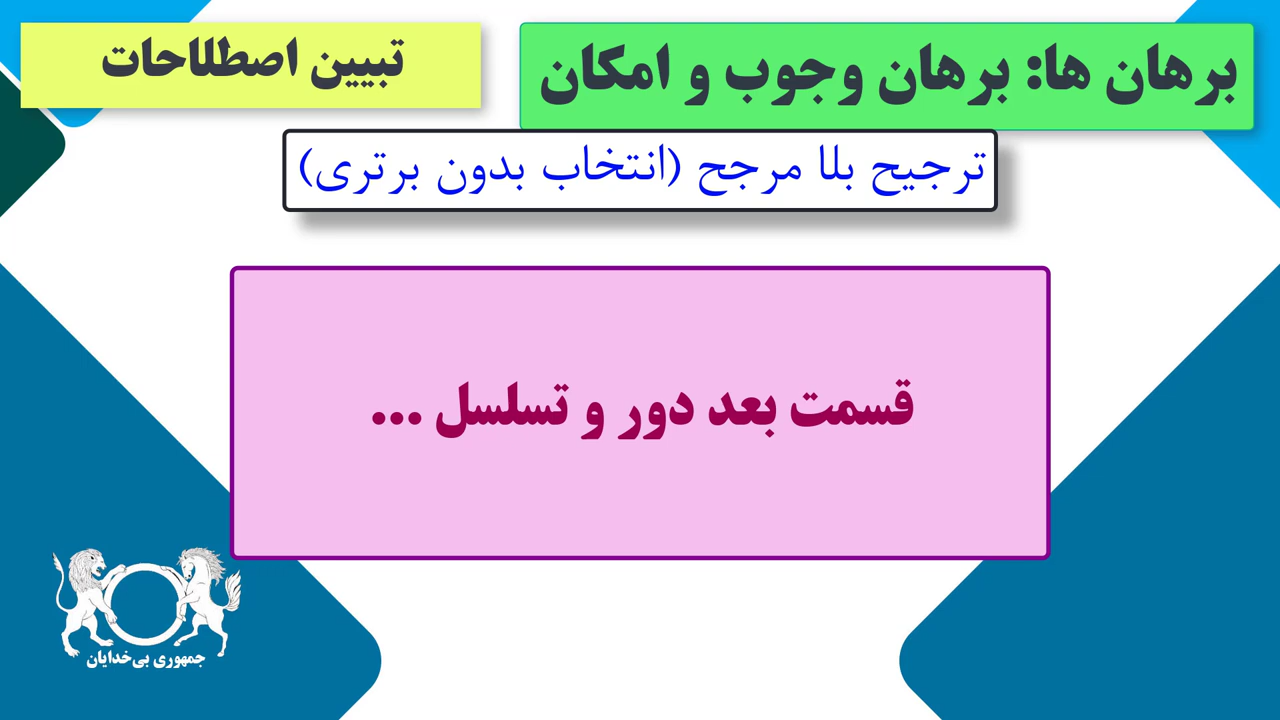 برهان ها: برهان وجوب و امکان
تبیین اصطلاحات
ترجیح بلا مرجح (انتخاب بدون برتری)
قسمت بعد دور و تسلسل ...
جمهوری بی‌خدایان